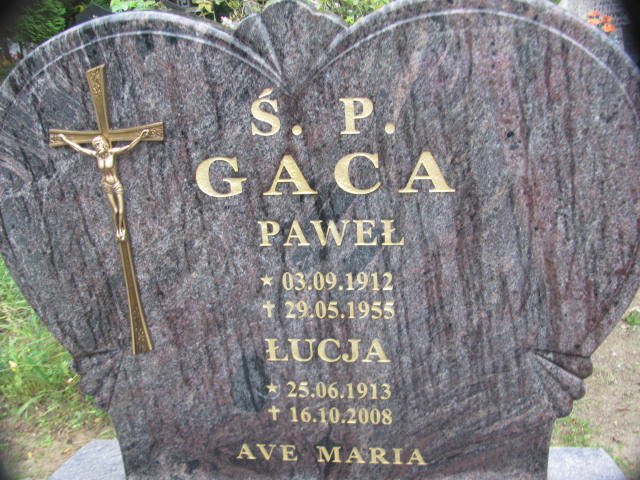 Ś. P.
GACA
PAWEŁ
★ 03.09.1912
✝ 29.05.1955
ŁUCJA
★ 25.06.1913
✝ 16.10.2008
AVE MARIA